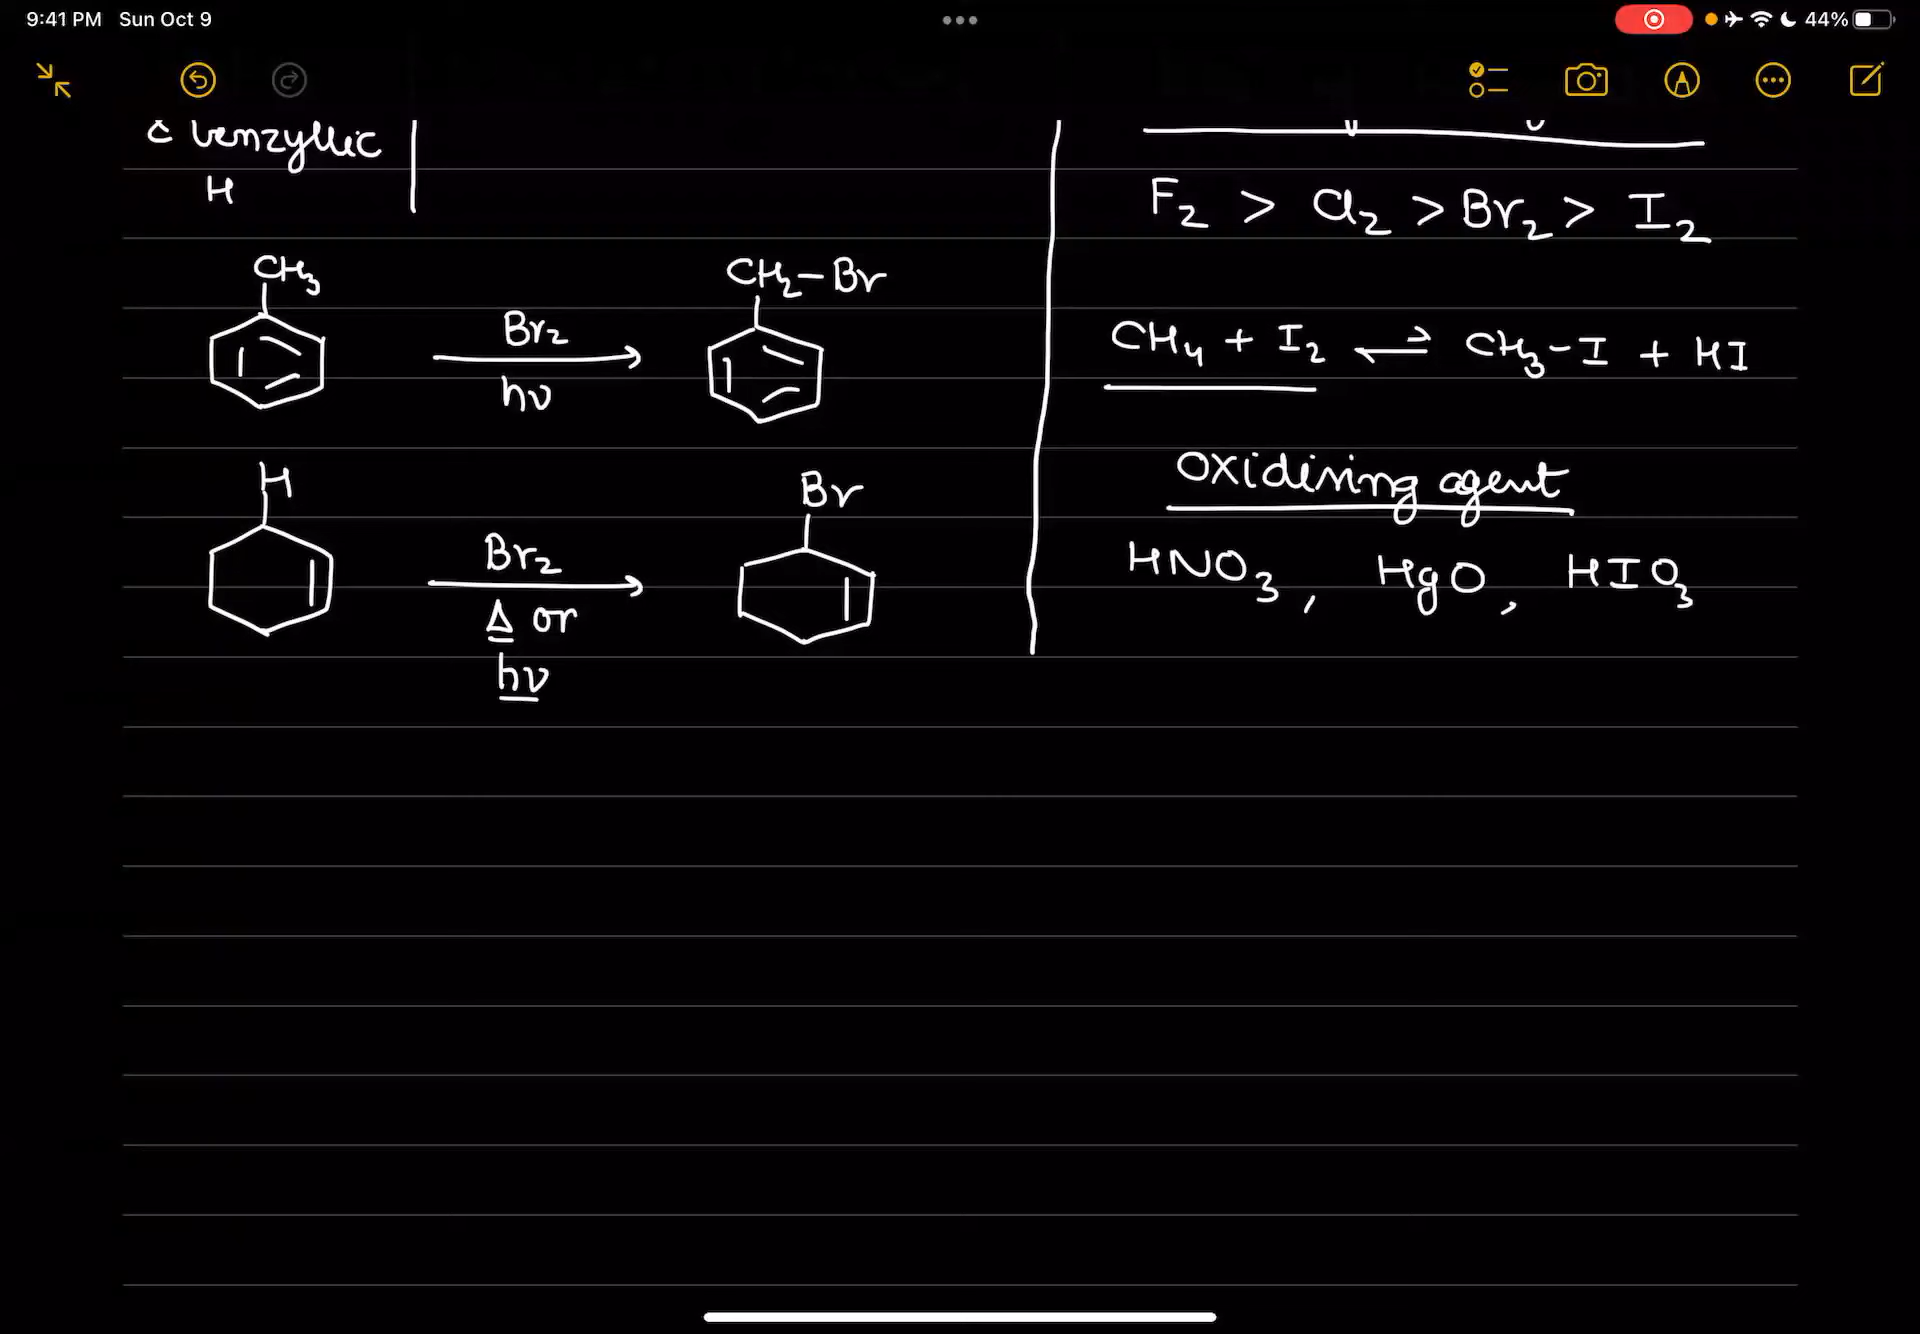 9:41 PM Sun Oct 9
44%
benzyllic
H
CH3
Br2
hν
CH2-Br
H
Br2
Δ or
hν
Br
F2 > Cl2 > Br2 > I2
CH4 + I2 ⇌ CH3-I + HI
Oxidising agent
HNO3, HgO, HIO3